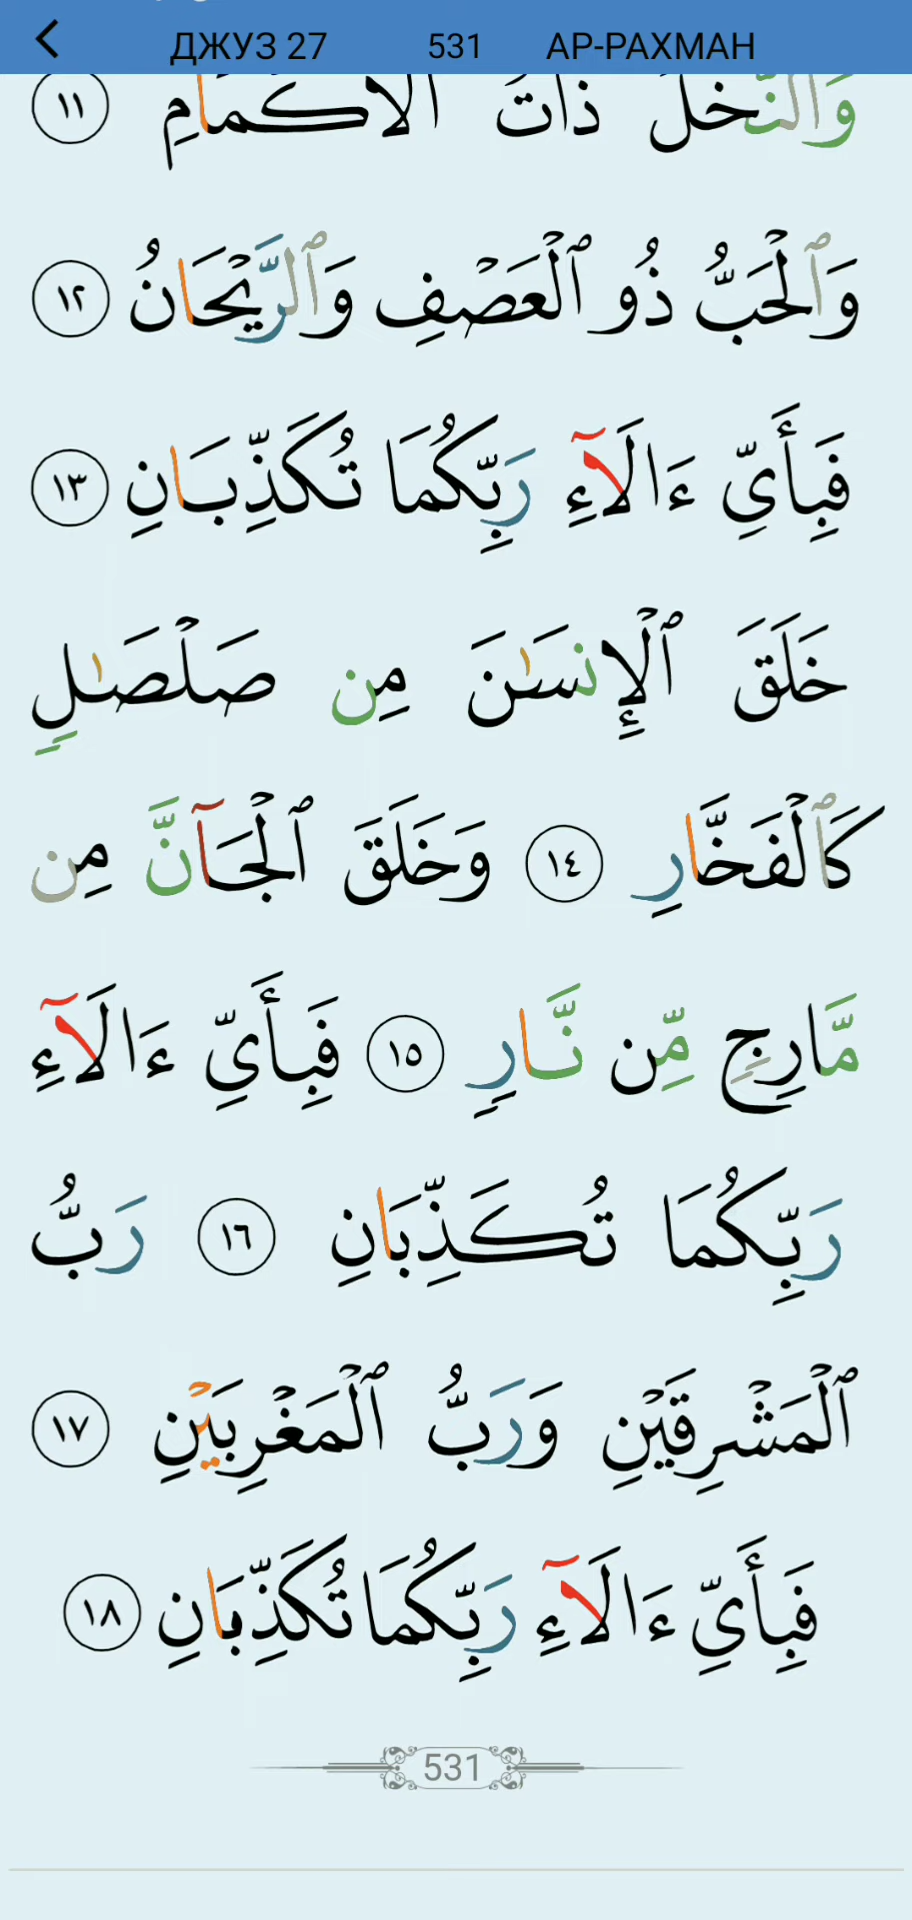 ДЖУЗ 27 531 АР-РАХМАН
وَٱلنَّخْلُ ذَاتُ ٱلْأَكْمَامِ ١١
وَٱلْحَبُّ ذُو ٱلْعَصْفِ وَٱلرَّيْحَانُ ١٢
فَبِأَيِّ ءَالَآءِ رَبِّكُمَا تُكَذِّبَانِ ١٣
خَلَقَ ٱلْإِنسَٰنَ مِن صَلْصَٰلٍ
كَٱلْفَخَّارِ ١٤ وَخَلَقَ ٱلْجَآنَّ مِن
مَّارِجٍ مِّن نَّارٍ ١٥ فَبِأَيِّ ءَالَآءِ
رَبِّكُمَا تُكَذِّبَانِ ١٦ رَبُّ
ٱلْمَشْرِقَيْنِ وَرَبُّ ٱلْمَغْرِبَيْنِ ١٧
فَبِأَيِّ ءَالَآءِ رَبِّكُمَا تُكَذِّبَانِ ١٨
531